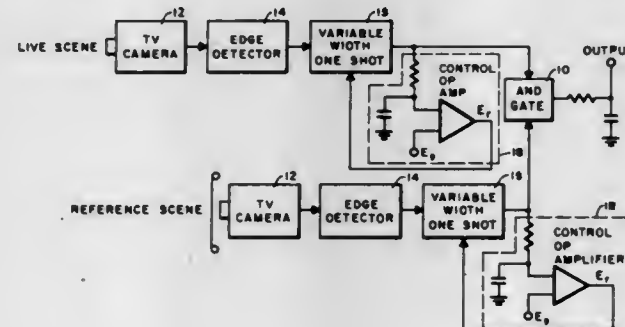 12
14
15
LIVE SCENE
TV
CAMERA
EDGE
DETECTOR
VARIABLE
WIDTH
ONE SHOT
CONTROL
OP
AMP
Er
Eo
18
10
AND
GATE
OUTPUT
12
14
15
REFERENCE SCENE
TV
CAMERA
EDGE
DETECTOR
VARIABLE
WIDTH
ONE SHOT
18
CONTROL
OP
AMPLIFIER
Er
Eo